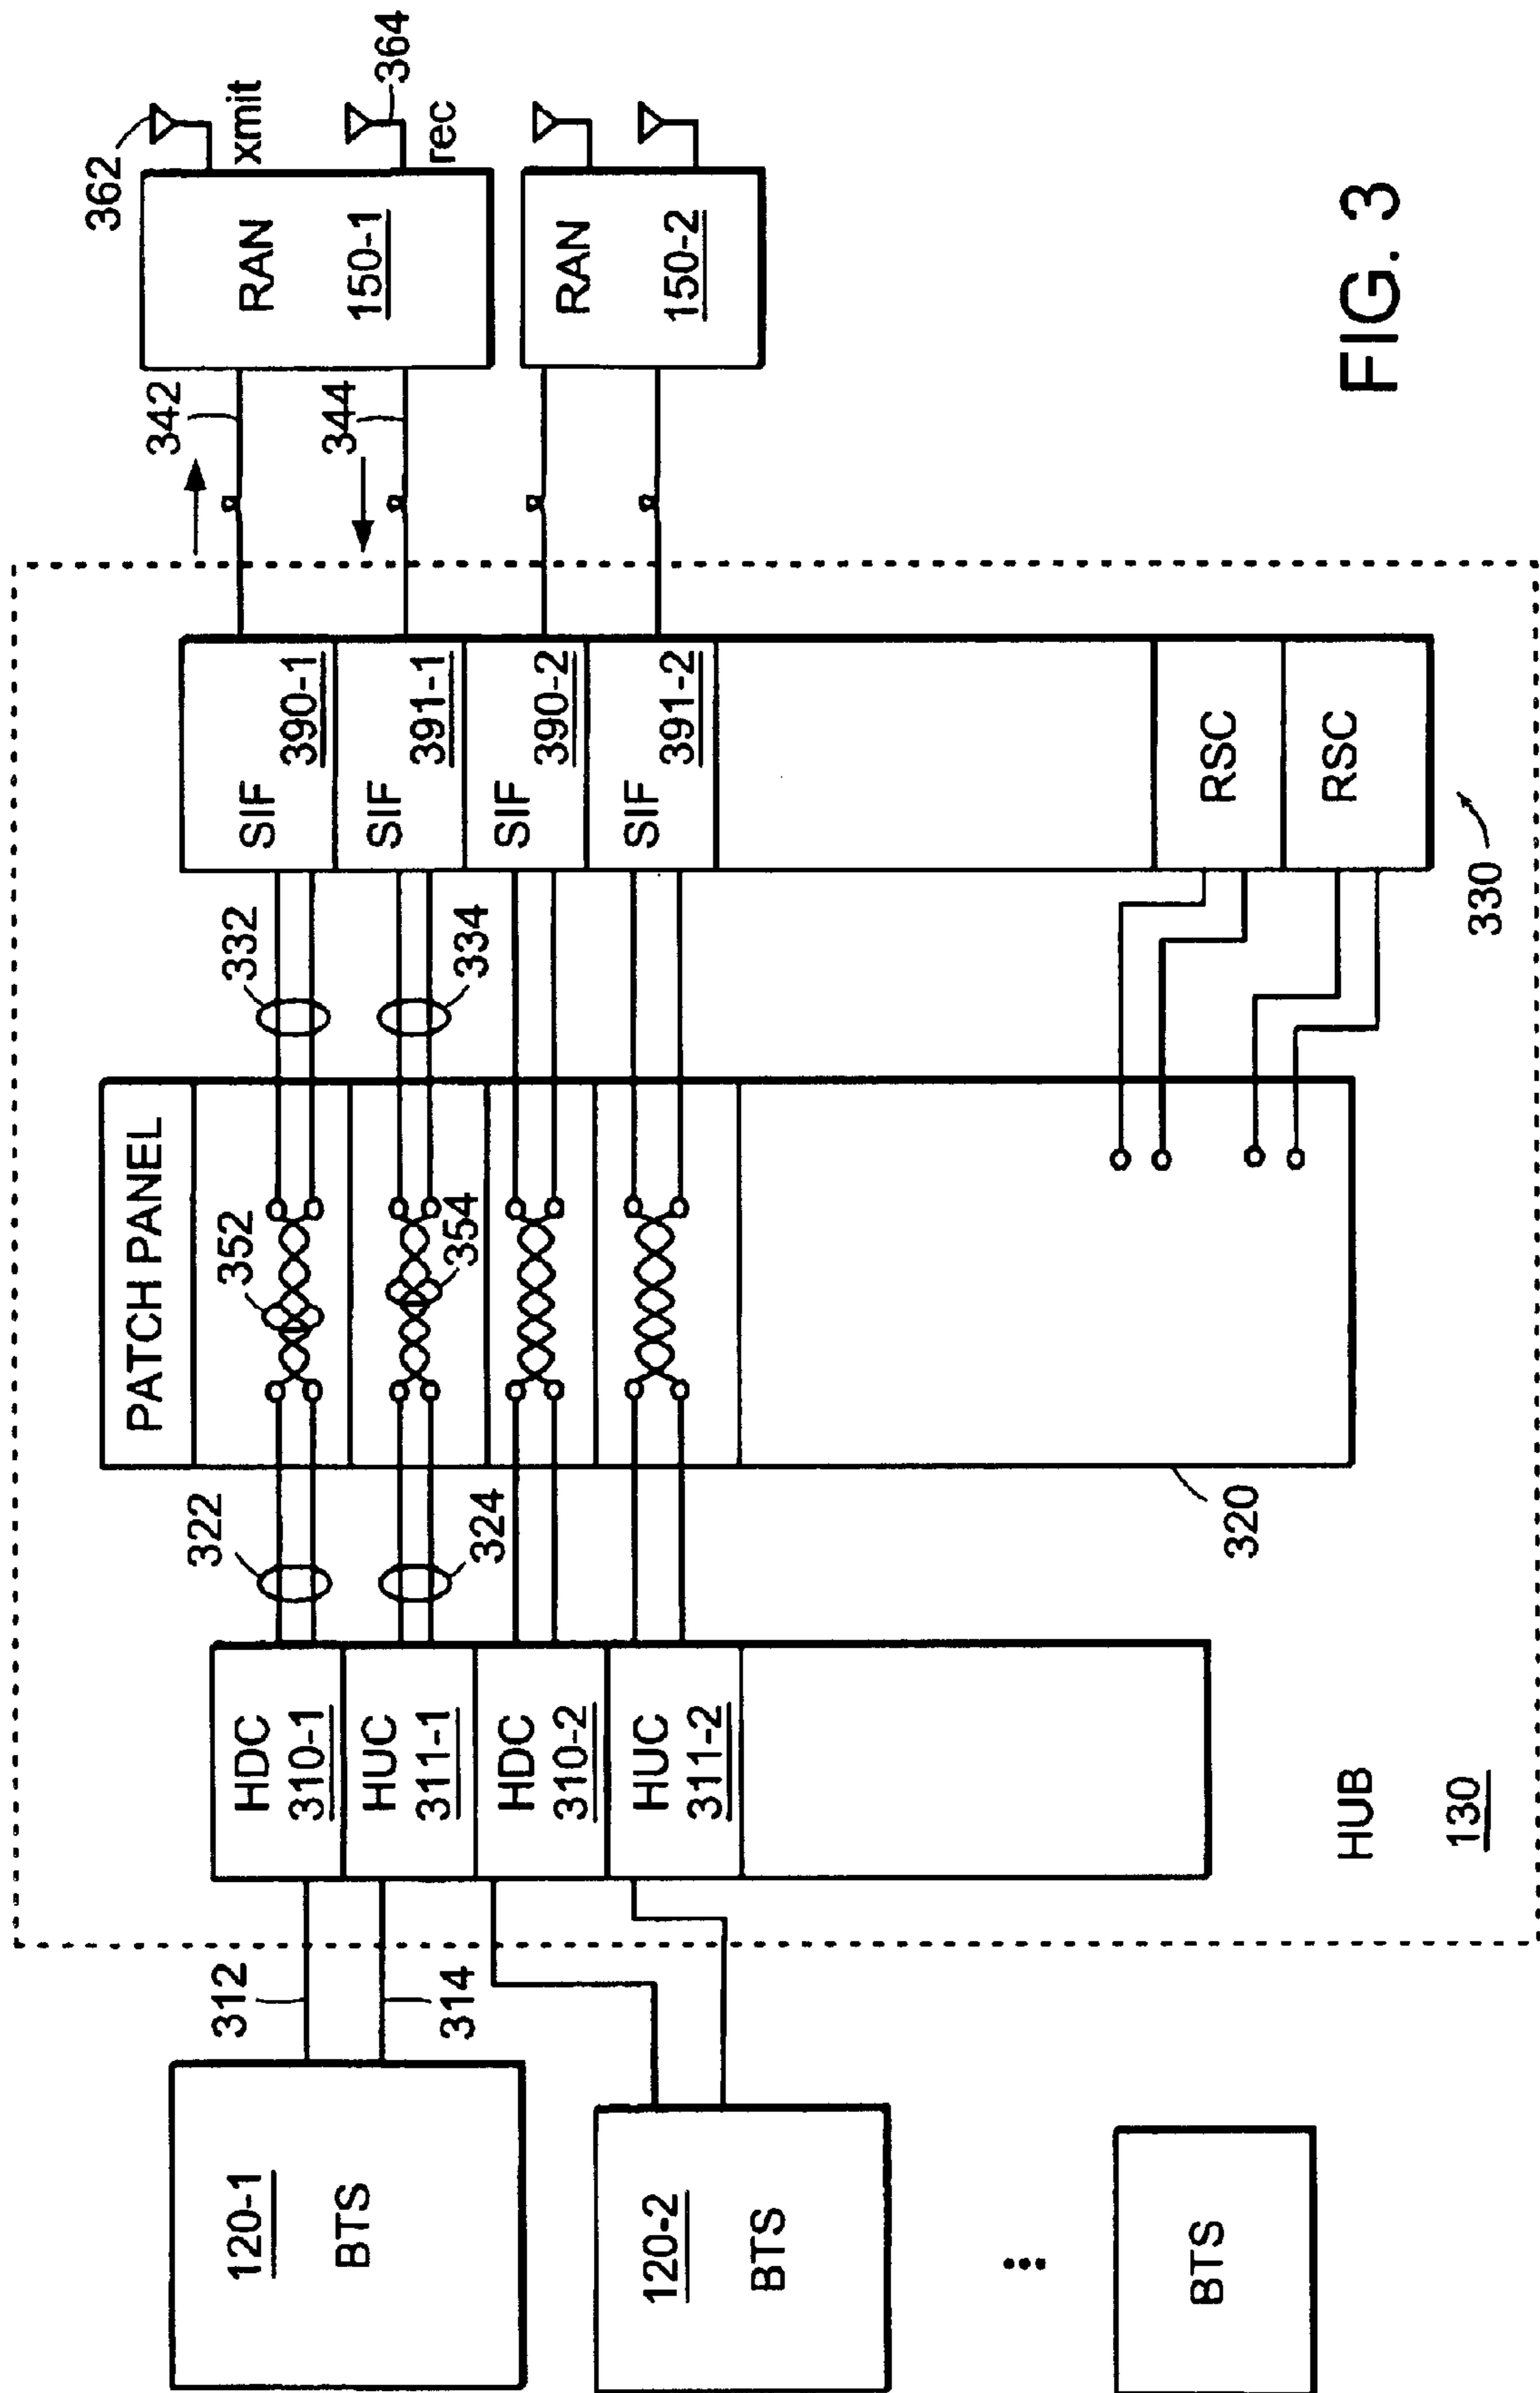 120-1
BTS
120-2
BTS
BTS
312
314
HDC
310-1
HUC
311-1
HDC
310-2
HUC
311-2
HUB
130
322
324
PATCH PANEL
352
354
320
332
334
SIF
390-1
SIF
391-1
SIF
390-2
SIF
391-2
RSC
RSC
330
342
344
RAN
150-1
RAN
150-2
362
xmit
364
rec
FIG. 3